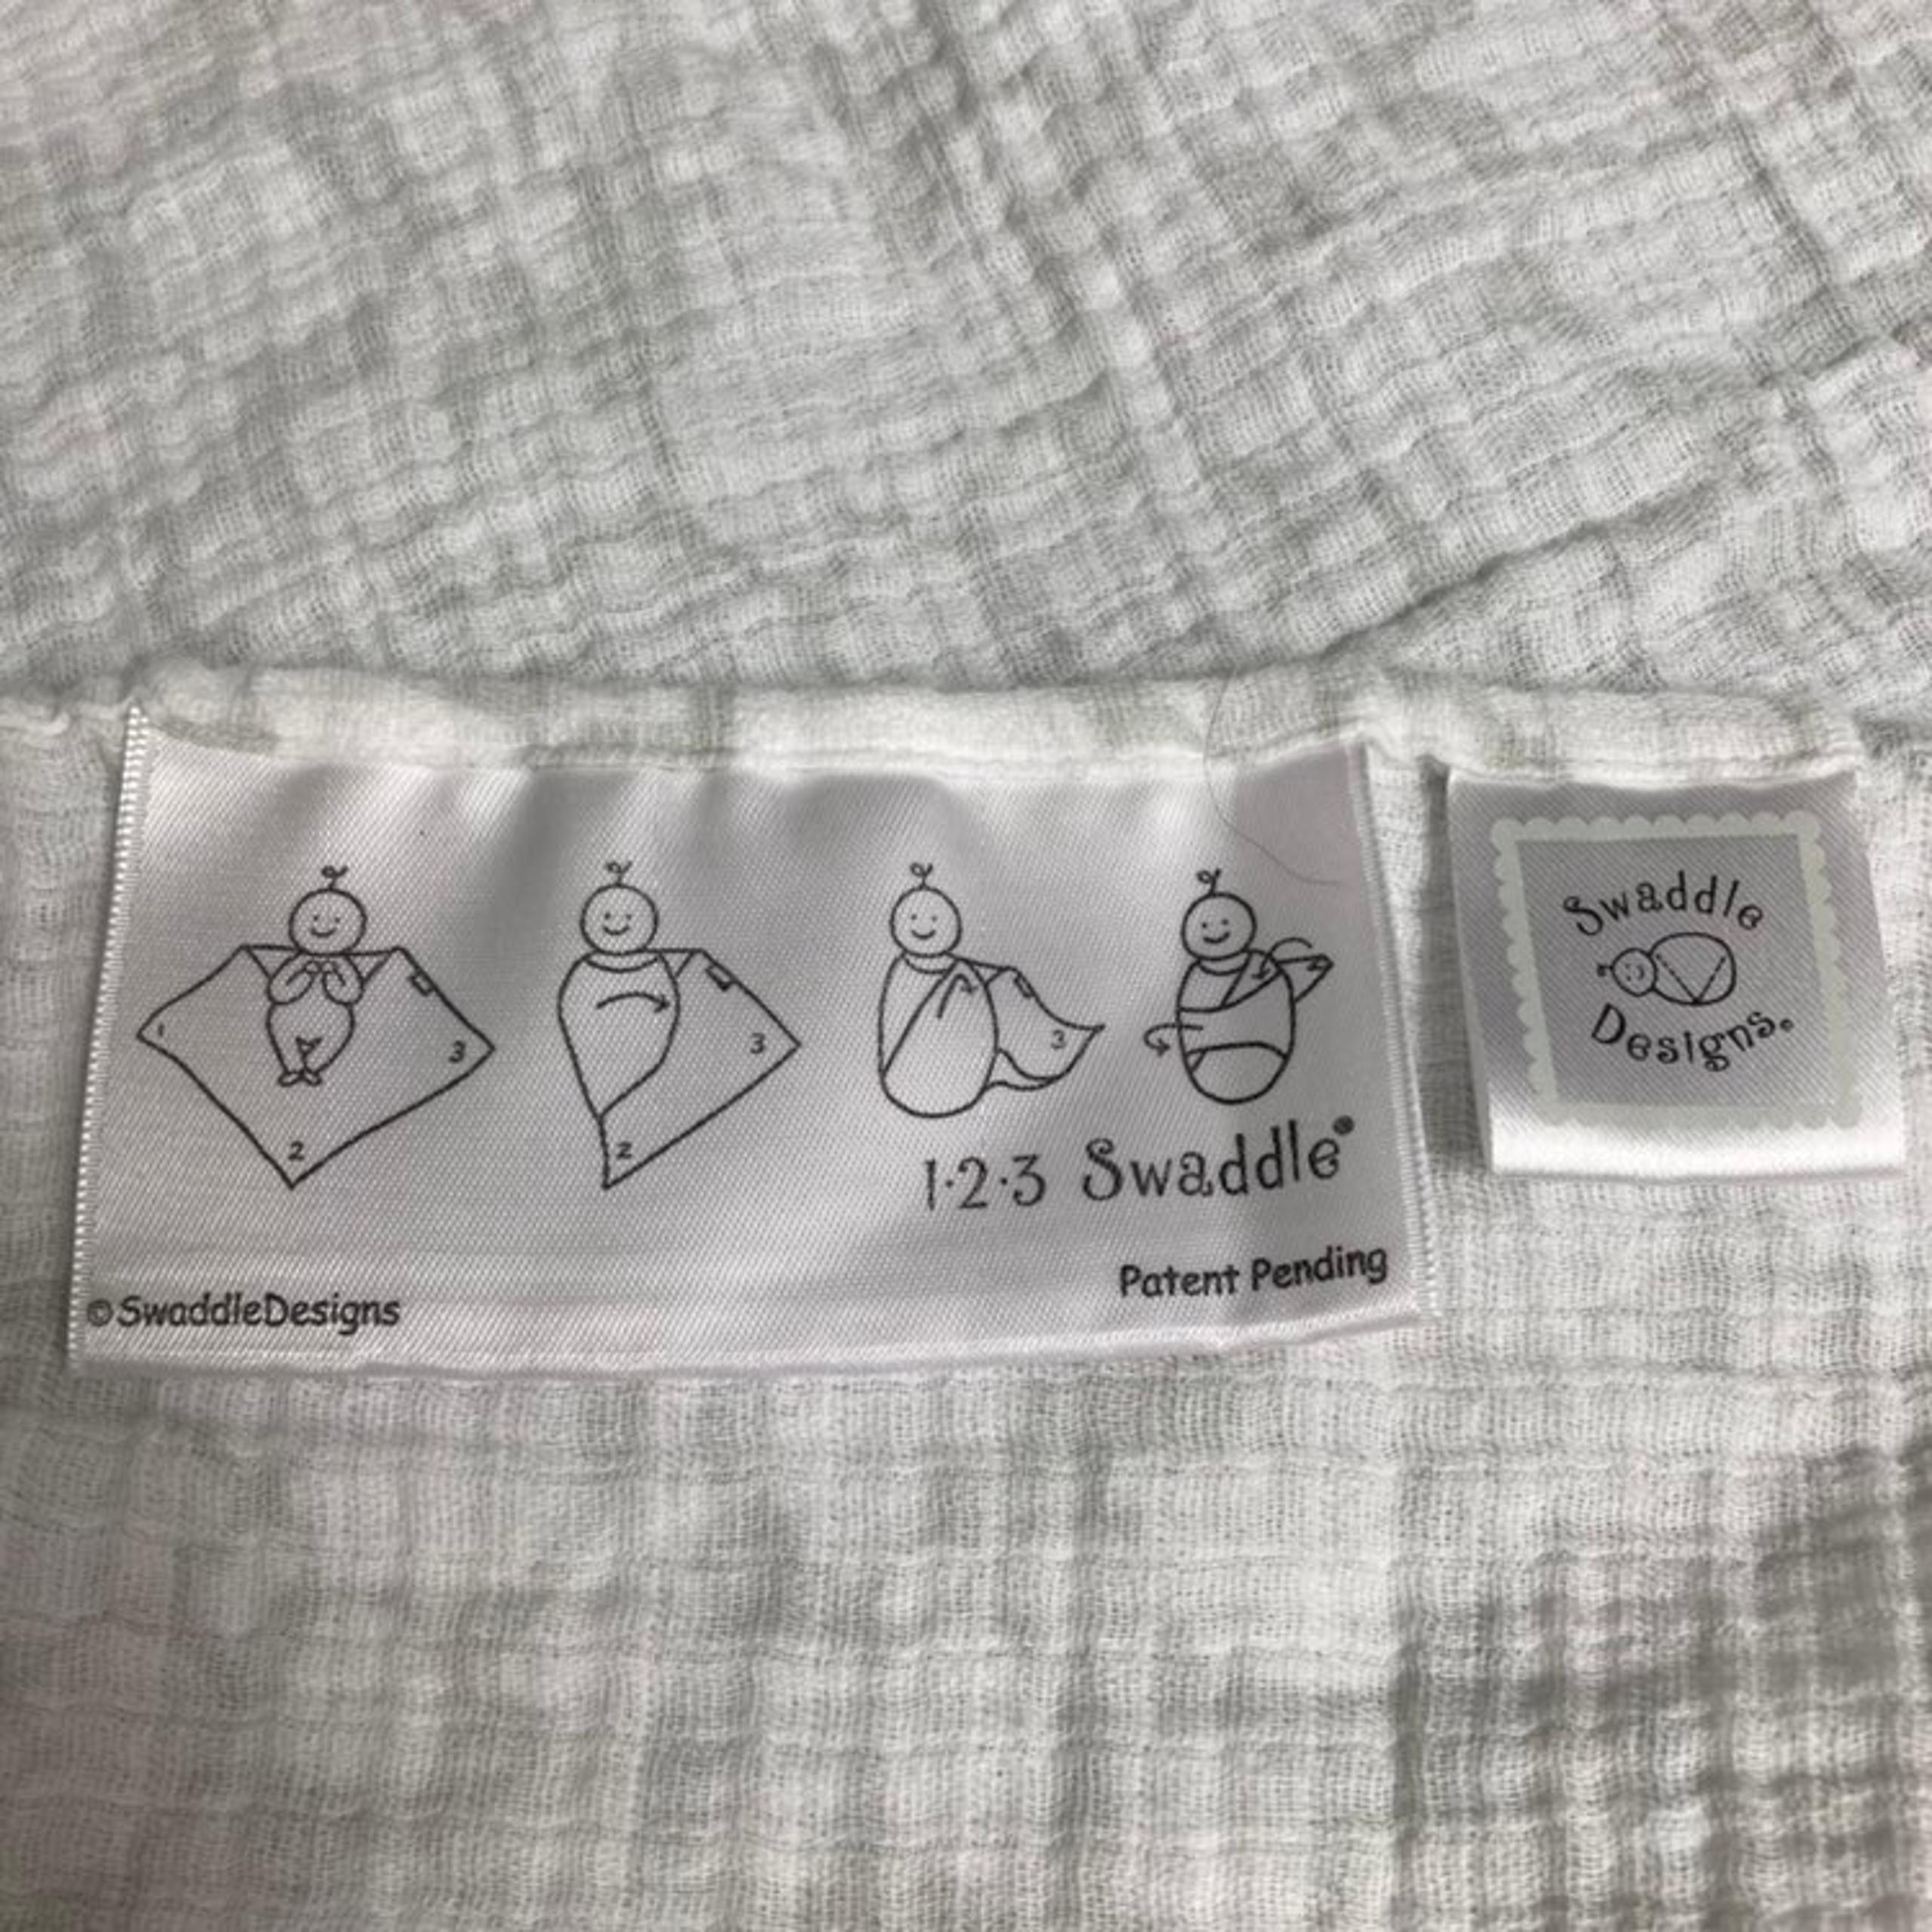 1 2 3
2 3
3
1·2·3 Swaddle®
Patent Pending
©SwaddleDesigns
Swaddle
Designs®